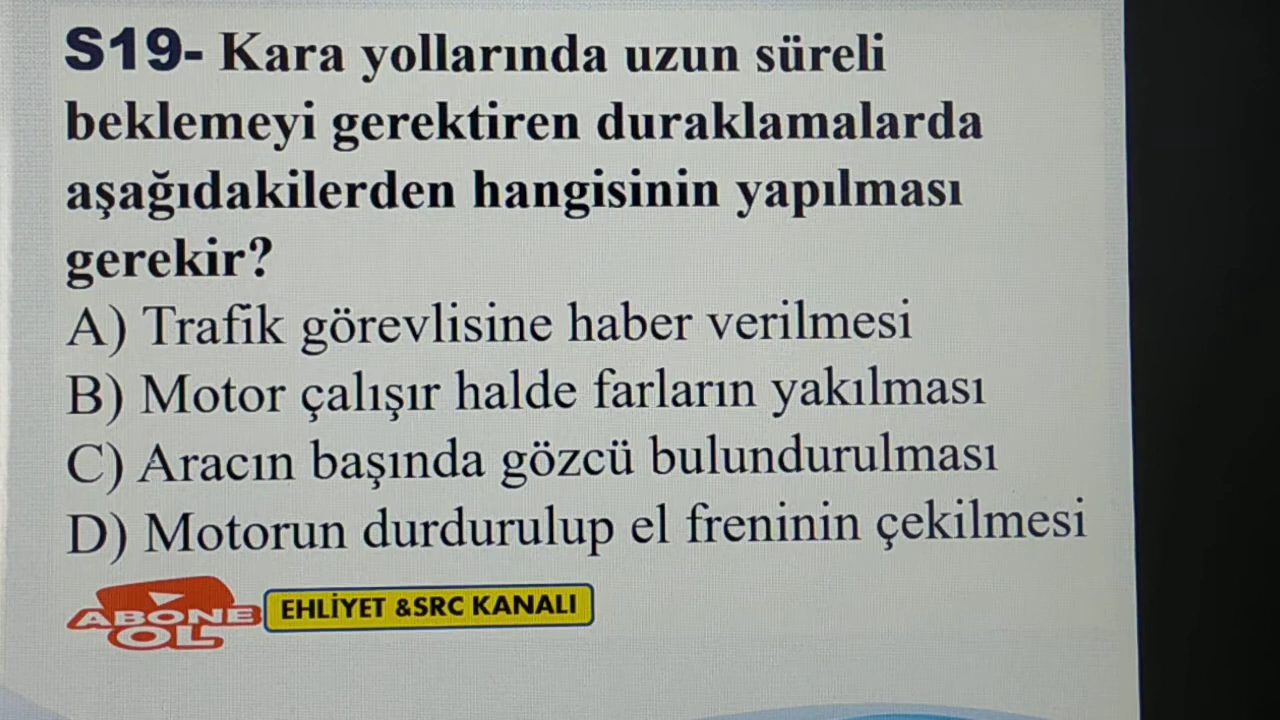 S19- Kara yollarında uzun süreli
beklemeyi gerektiren duraklamalarda
aşağıdakilerden hangisinin yapılması
gerekir?
A) Trafik görevlisine haber verilmesi
B) Motor çalışır halde farların yakılması
C) Aracın başında gözcü bulundurulması
D) Motorun durdurulup el freninin çekilmesi
ABONE
OL
EHLİYET &SRC KANALI